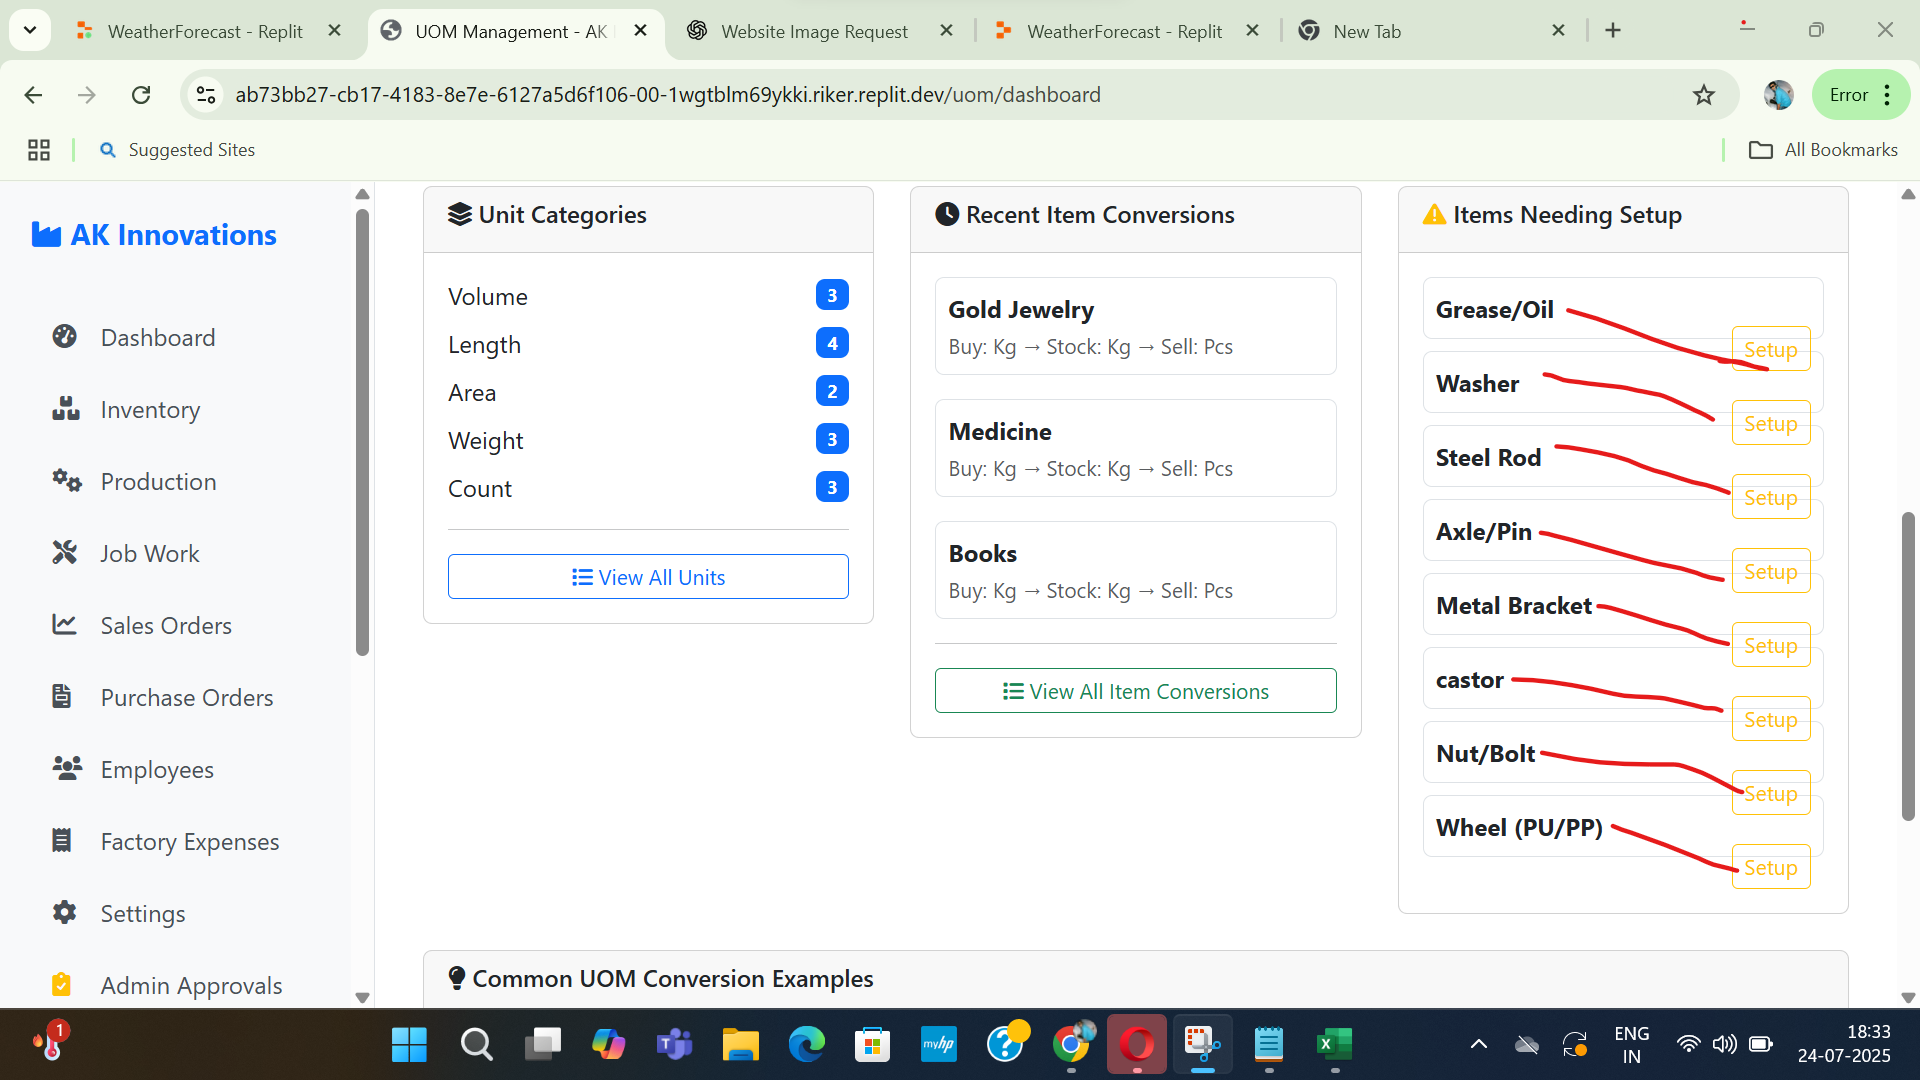 WeatherForecast - Replit
UOM Management - AK
Website Image Request
WeatherForecast - Replit
New Tab
ab73bb27-cb17-4183-8e7e-6127a5d6f106-00-1wgtblm69ykki.riker.replit.dev/uom/dashboard
Error
Suggested Sites
All Bookmarks
AK Innovations
Dashboard
Inventory
Production
Job Work
Sales Orders
Purchase Orders
Employees
Factory Expenses
Settings
Admin Approvals
Unit Categories
Volume 3
Length 4
Area 2
Weight 3
Count 3
View All Units
Recent Item Conversions
Gold Jewelry
Buy: Kg → Stock: Kg → Sell: Pcs
Medicine
Buy: Kg → Stock: Kg → Sell: Pcs
Books
Buy: Kg → Stock: Kg → Sell: Pcs
View All Item Conversions
Items Needing Setup
Grease/Oil
Setup
Washer
Setup
Steel Rod
Setup
Axle/Pin
Setup
Metal Bracket
Setup
castor
Setup
Nut/Bolt
Setup
Wheel (PU/PP)
Setup
Common UOM Conversion Examples
1
myhp
ENG
IN
18:33
24-07-2025